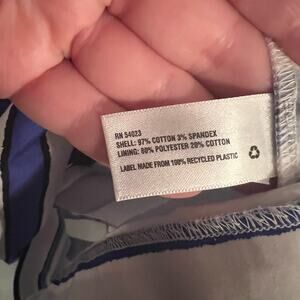 RN 54023
SHELL: 97% COTTON 3% SPANDEX
LINING: 80% POLYESTER 20% COTTON
LABEL MADE FROM 100% RECYCLED PLASTIC